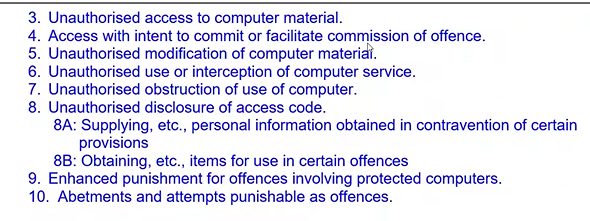 3. Unauthorised access to computer material.
4. Access with intent to commit or facilitate commission of offence.
5. Unauthorised modification of computer material.
6. Unauthorised use or interception of computer service.
7. Unauthorised obstruction of use of computer.
8. Unauthorised disclosure of access code.
8A: Supplying, etc., personal information obtained in contravention of certain
provisions
8B: Obtaining, etc., items for use in certain offences
9. Enhanced punishment for offences involving protected computers.
10. Abetments and attempts punishable as offences.